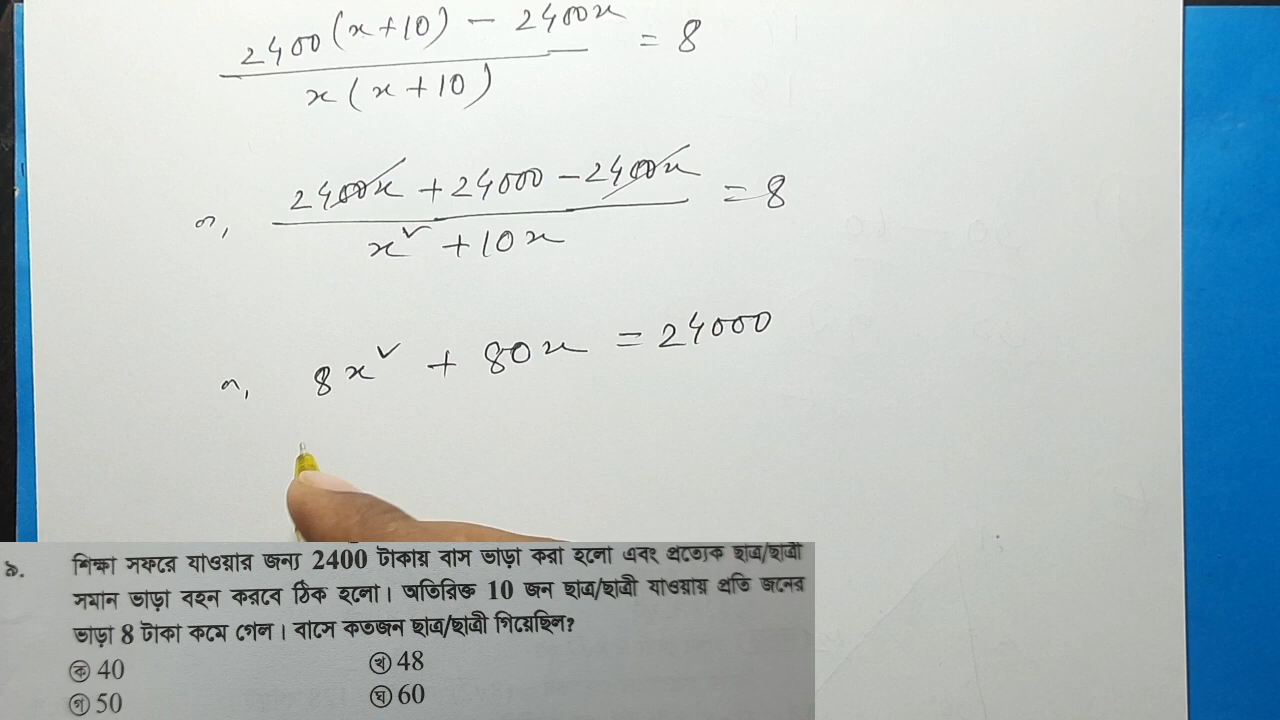 2400(x+10) - 2400x
x(x+10)
= 8
বা,
2400x + 24000 - 2400x
x² + 10x
= 8
বা, 8x² + 80x = 24000
৯. শিক্ষা সফরে যাওয়ার জন্য 2400 টাকায় বাস ভাড়া করা হলো এবং প্রত্যেক ছাত্র/ছাত্রী
সমান ভাড়া বহন করবে ঠিক হলো। অতিরিক্ত 10 জন ছাত্র/ছাত্রী যাওয়ায় প্রতি জনের
ভাড়া 8 টাকা কমে গেল। বাসে কতজন ছাত্র/ছাত্রী গিয়েছিল?
ক 40 খ 48
গ 50 ঘ 60